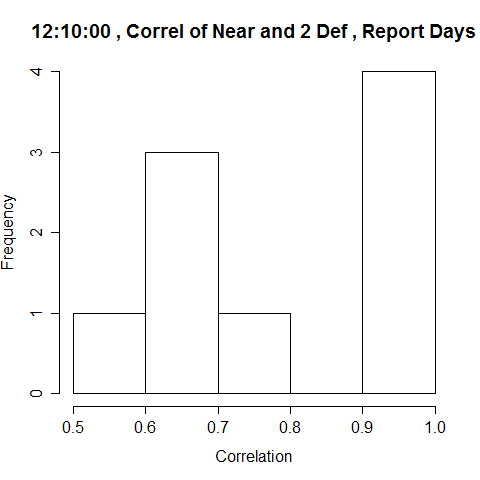 12:10:00 , Correl of Near and 2 Def , Report Days
4
3
2
1
0
Frequency
0.5 0.6 0.7 0.8 0.9 1.0
Correlation